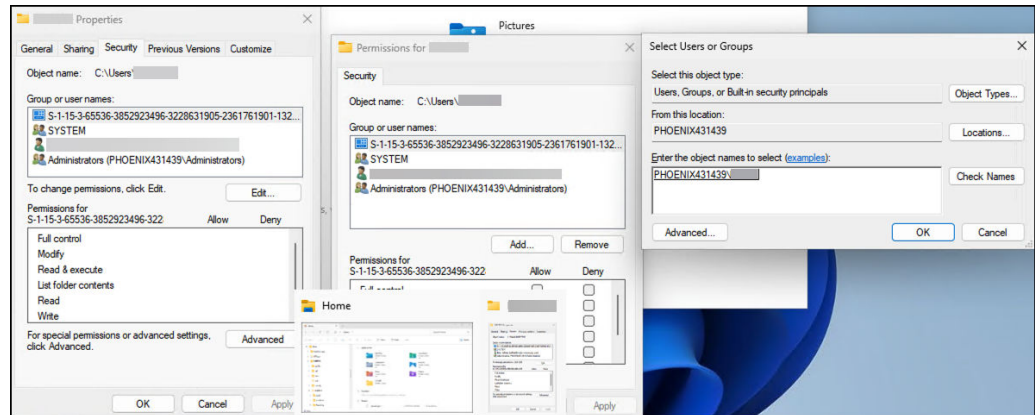 Properties
General Sharing Security Previous Versions Customize
Object name: C:\Users\
Group or user names:
S-1-15-3-65536-3852923496-3228631905-2361761901-132...
SYSTEM
Administrators (PHOENIX431439\Administrators)
To change permissions, click Edit.
Edit...
Permissions for
S-1-15-3-65536-3852923496-322
Allow Deny
Full control
Modify
Read & execute
List folder contents
Read
Write
For special permissions or advanced settings,
click Advanced.
Advanced
OK Cancel Apply
Pictures
Permissions for
Security
Object name: C:\Users\
Group or user names:
S-1-15-3-65536-3852923496-3228631905-2361761901-132...
SYSTEM
Administrators (PHOENIX431439\Administrators)
Add... Remove
Permissions for
S-1-15-3-65536-3852923496-322
Allow Deny
Full control
Home
Apply
Select Users or Groups
Select this object type:
Users, Groups, or Built-in security principals
Object Types...
From this location:
PHOENIX431439
Locations...
Enter the object names to select (examples):
PHOENIX431439\
Check Names
Advanced...
OK Cancel